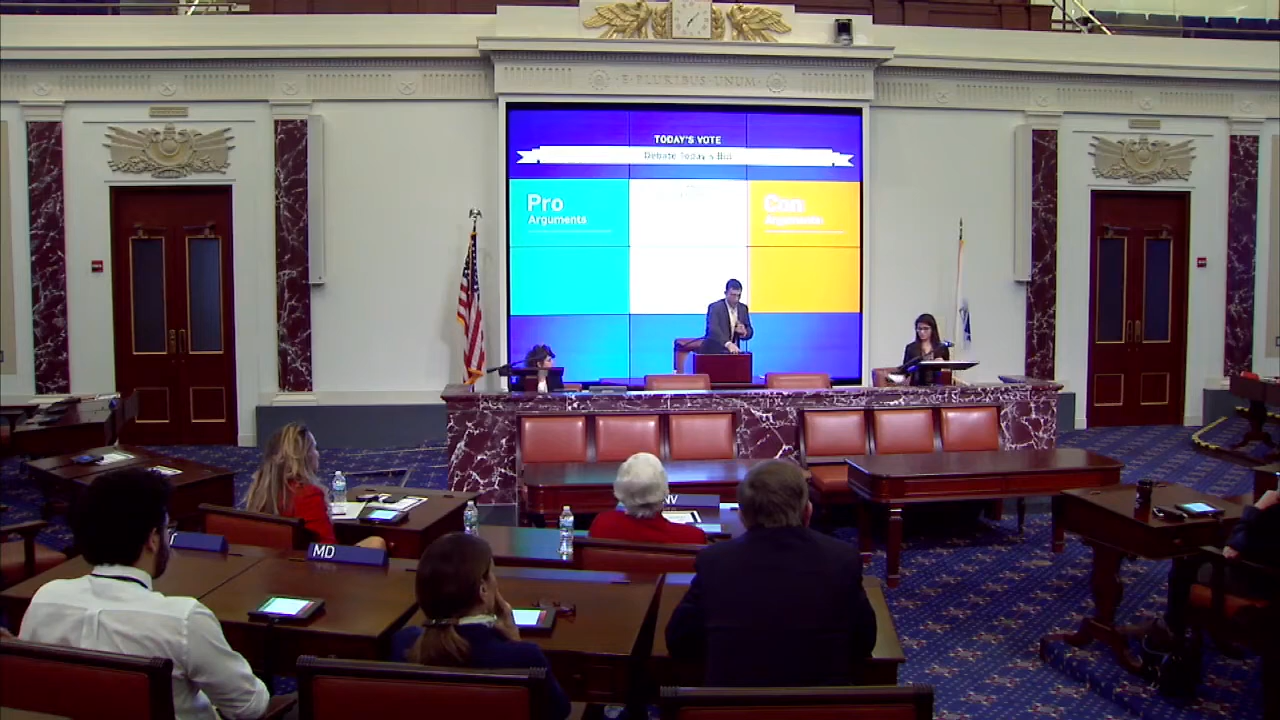 E PLURIBUS UNUM
TODAY'S VOTE
Debate Today's Bill
Pro
Arguments
Con
Arguments
NV
MD